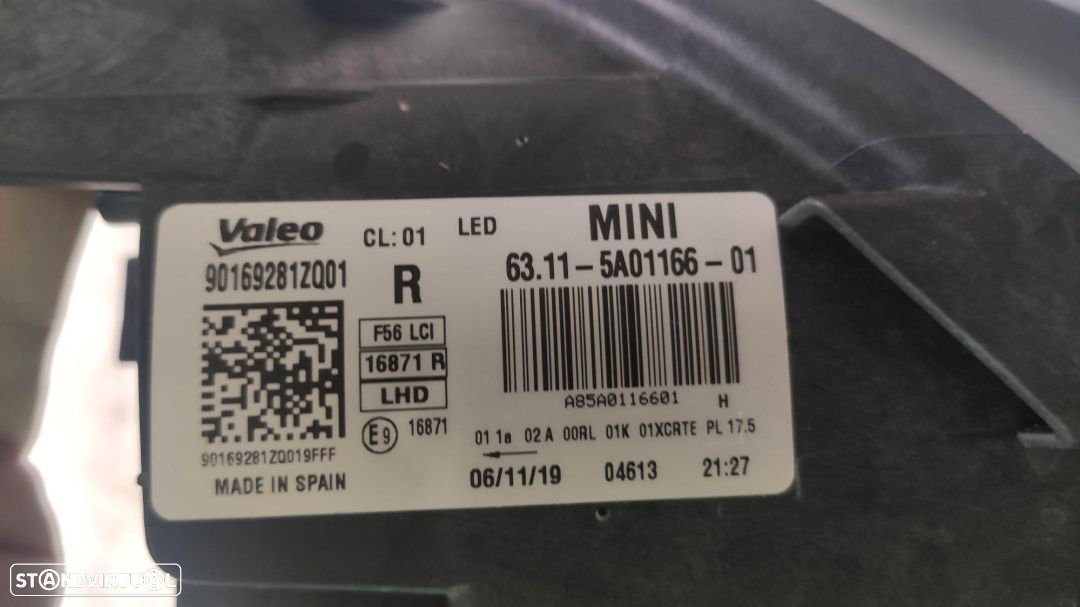 Valeo
90169281ZQ01
90169281ZQ019FFF
MADE IN SPAIN
CL: 01
R
F56 LCI
16871 R
LHD
E9 16871
LED
MINI
63.11-5A01166-01
A85A0116601 H
01 1a 02 A 00RL 01K 01XCRTE PL 17.5
06/11/19 04613 21:27
STANDVIRTUAL